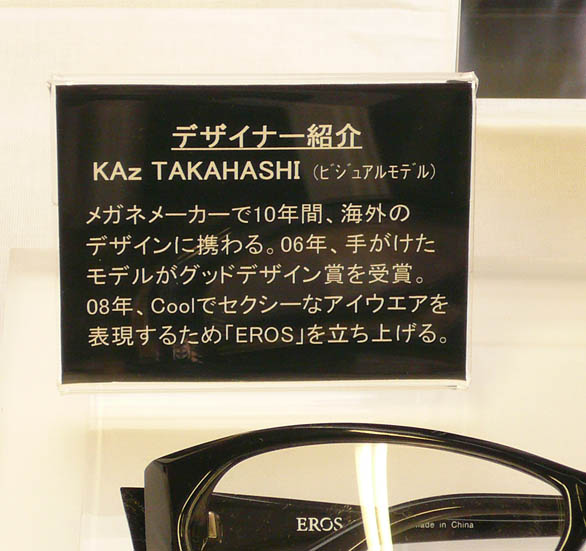 デザイナー紹介
KAz TAKAHASHI （ﾋﾞｼﾞｭアルモデル）
メガネメーカーで10年間、海外の
デザインに携わる。06年、手がけた
モデルがグッドデザイン賞を受賞。
08年、Coolでセクシーなアイウエアを
表現するため「EROS」を立ち上げる。
EROS made in China